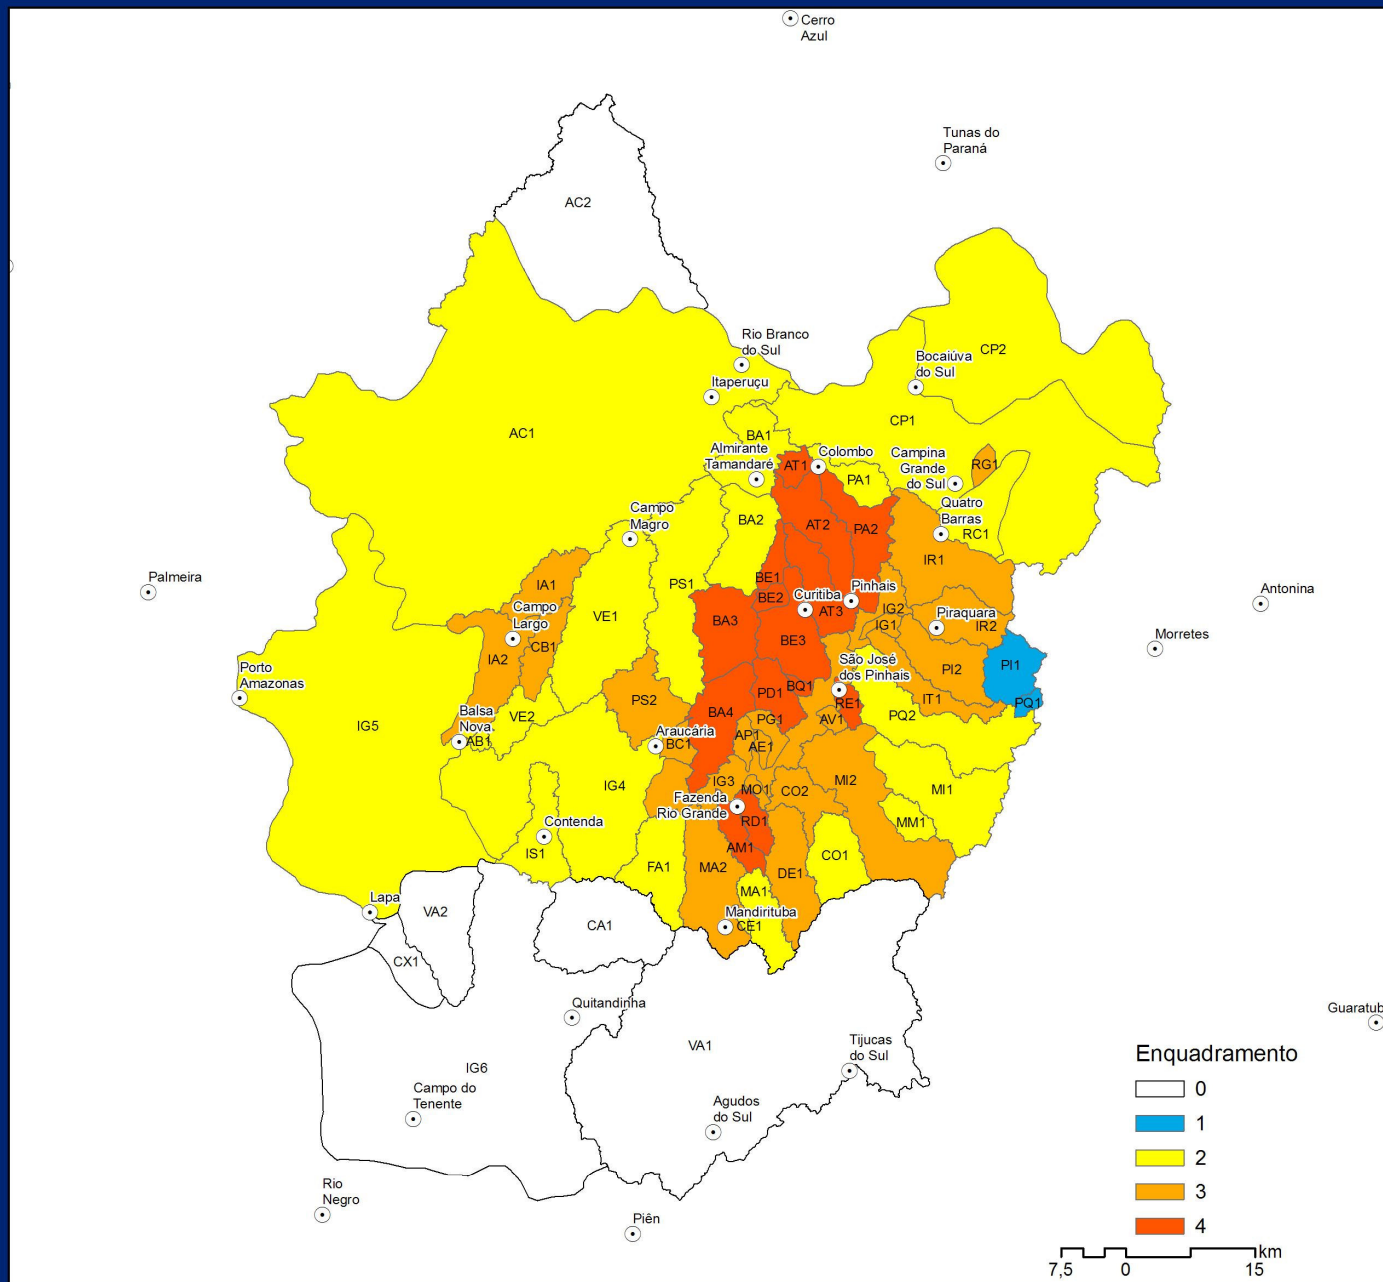 Cerro
Azul
Tunas do
Paraná
AC2
Rio Branco
do Sul
Itaperuçu
Bocaiúva
do Sul
CP2
CP1
AC1
BA1
Almirante
Tamandaré
AT1
Colombo
PA1
Campina
Grande
do Sul
RG1
Quatro
Barras
RC1
Campo
Magro
BA2
AT2
PA2
IR1
Palmeira
IA1
PS1
BE1
BE2
Curitiba
Pinhais
AT3
IG2
IG1
Piraquara
IR2
Antonina
Morretes
Campo
Largo
VE1
BA3
BE3
CB1
IA2
São José
dos Pinhais
PI2
PI1
Porto
Amazonas
PS2
PD1
BQ1
RE1
IT1
PQ1
IG5
Balsa
Nova
VE2
BA4
PG1
AV1
PQ2
AB1
Araucária
BC1
AP1
AE1
IG4
IG3
MO1
CO2
MI2
MI1
Fazenda
Rio Grande
RD1
MM1
Contenda
IS1
AM1
CO1
FA1
MA2
DE1
MA1
Lapa
VA2
CA1
Mandirituba
CE1
CX1
Quitandinha
Guaratub
VA1
Tijucas
do Sul
IG6
Campo do
Tenente
Agudos
do Sul
Rio
Negro
Piên
Enquadramento
0
1
2
3
4
km
7,5 0 15